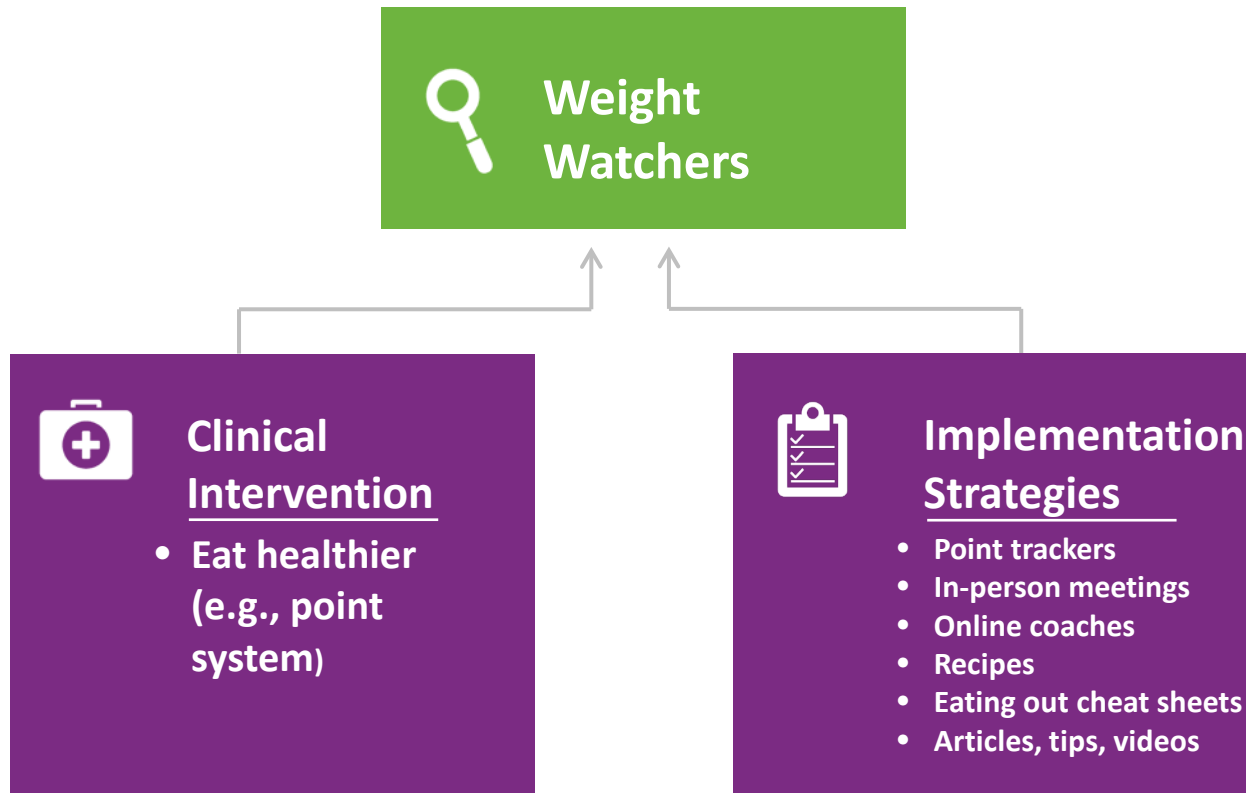 Weight
Watchers
Clinical
Intervention
• Eat healthier
(e.g., point
system)
Implementation
Strategies
• Point trackers
• In-person meetings
• Online coaches
• Recipes
• Eating out cheat sheets
• Articles, tips, videos